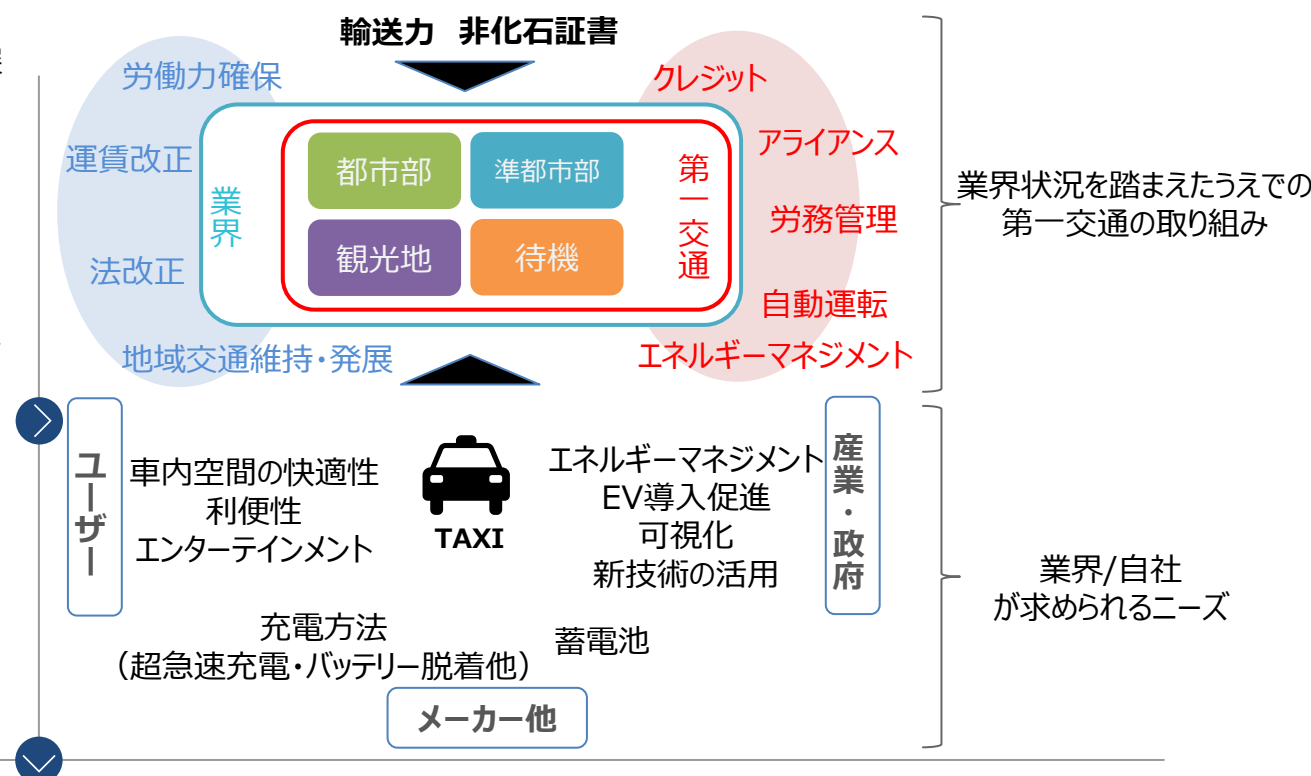 輸送力 非化石証書
労働力確保
運賃改正
法改正
地域交通維持・発展
業界
都市部
準都市部
観光地
待機
第一交通
クレジット
アライアンス
労務管理
自動運転
エネルギーマネジメント
業界状況を踏まえたうえでの
第一交通の取り組み
ユーザー
車内空間の快適性
利便性
エンターテインメント
TAXI
エネルギーマネジメント
EV導入促進
可視化
新技術の活用
産業・政府
充電方法
（超急速充電・バッテリー脱着他）
蓄電池
メーカー他
業界/自社
が求められるニーズ